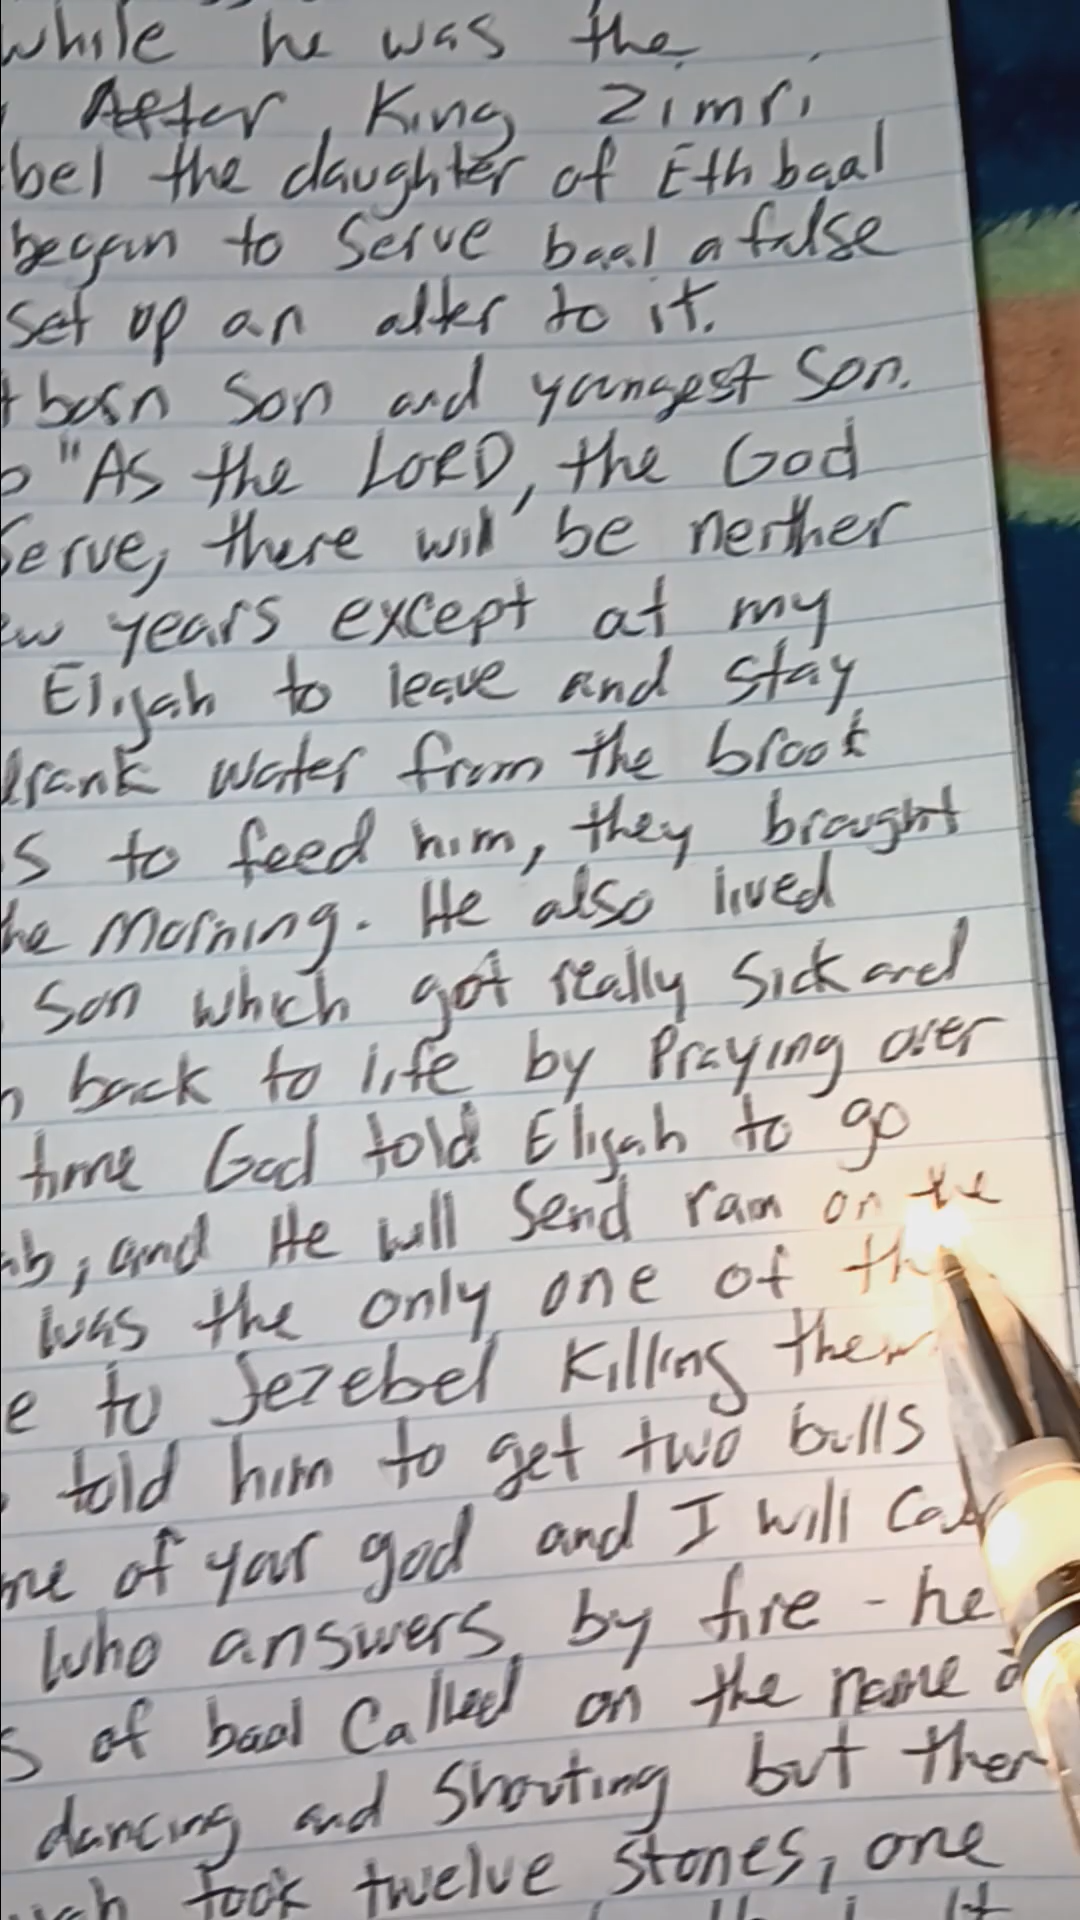 while he was the
After, King Zimri
bel the daughter of Ethbaal
began to Serve baal a false
set up an alter to it.
t born Son and youngest Son.
"As the LORD, the God
Serve, there will be neither
ew years except at my
Elijah to leave and stay
drank water from the brook
s to feed him, they brought
he morning. He also lived
Son which got really Sick and
back to life by Praying over
time God told Elijah to go
ab, and He will Send rain on the
was the only one of
e to Jezebel Killing them
told him to get two bulls
me of your god and I will
who answers by fire - he
s of baal Called on the name
dancing and Shouting but
took twelve stones, one